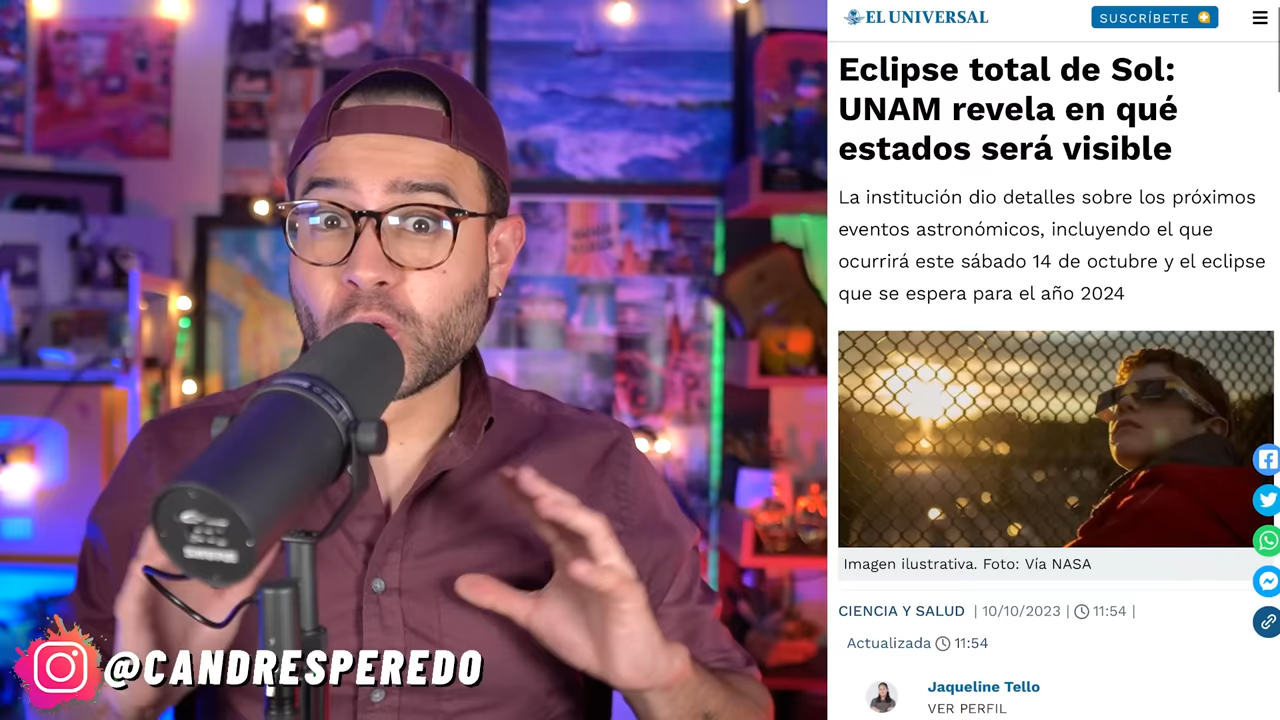 EL UNIVERSAL
SUSCRÍBETE
Eclipse total de Sol:
UNAM revela en qué
estados será visible
La institución dio detalles sobre los próximos
eventos astronómicos, incluyendo el que
ocurrirá este sábado 14 de octubre y el eclipse
que se espera para el año 2024
Imagen ilustrativa. Foto: Vía NASA
CIENCIA Y SALUD | 10/10/2023 | 11:54 |
Actualizada 11:54
Jaqueline Tello
VER PERFIL
@CANDRESPEREDO